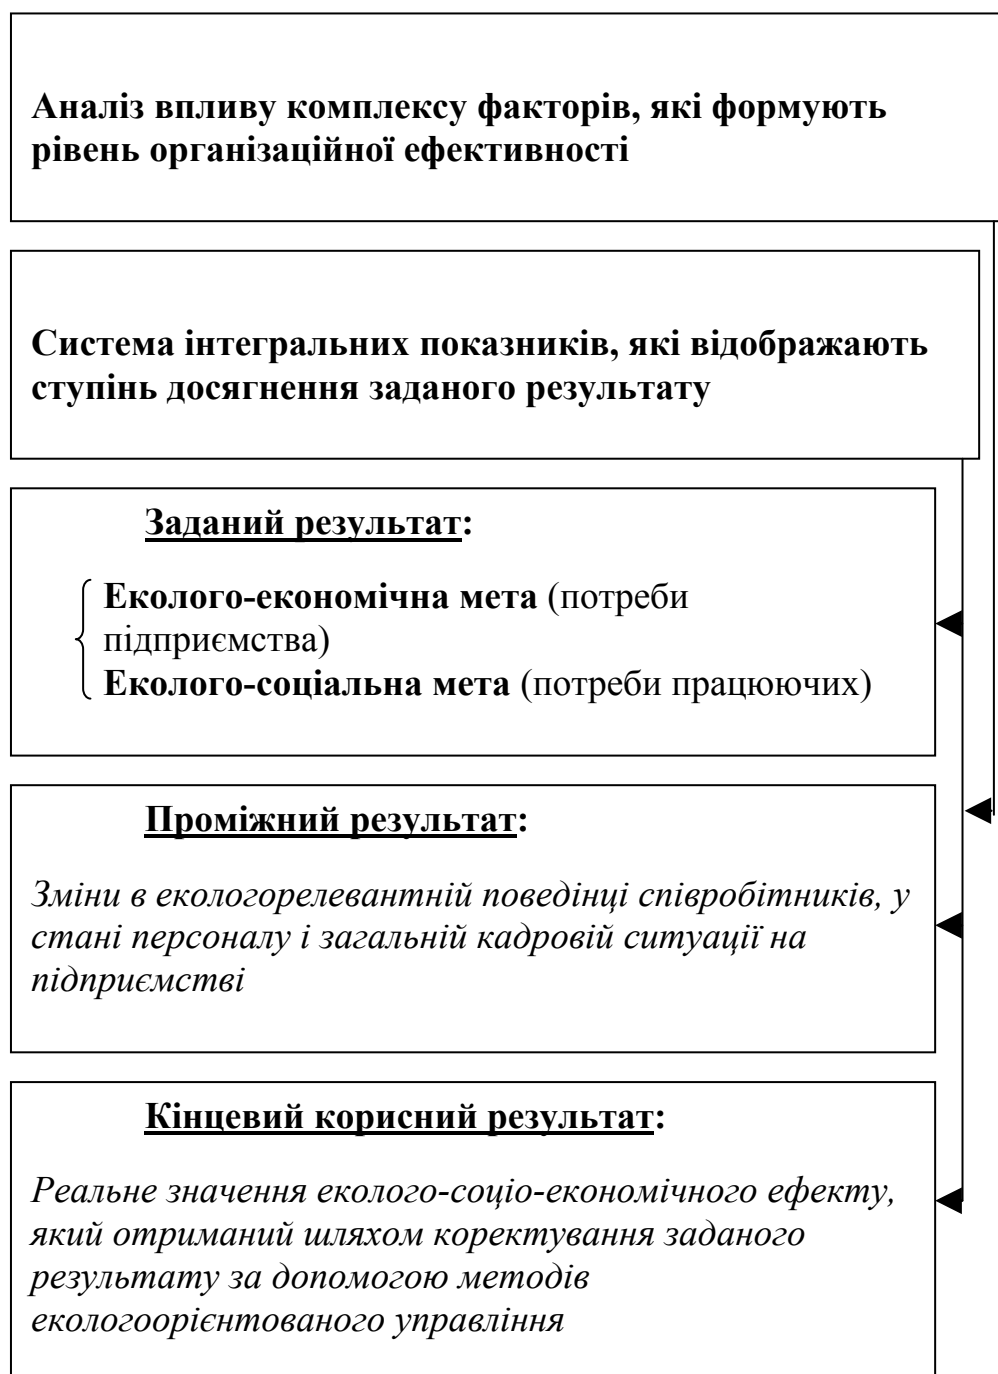 Аналіз впливу комплексу факторів, які формують
рівень організаційної ефективності
Система інтегральних показників, які відображають
ступінь досягнення заданого результату
Заданий результат:
Еколого-економічна мета (потреби
підприємства)
Еколого-соціальна мета (потреби працюючих)
Проміжний результат:
Зміни в екологорелевантній поведінці співробітників, у
стані персоналу і загальній кадровій ситуації на
підприємстві
Кінцевий корисний результат:
Реальне значення еколого-соціо-економічного ефекту,
який отриманий шляхом коректування заданого
результату за допомогою методів
екологоорієнтованого управління